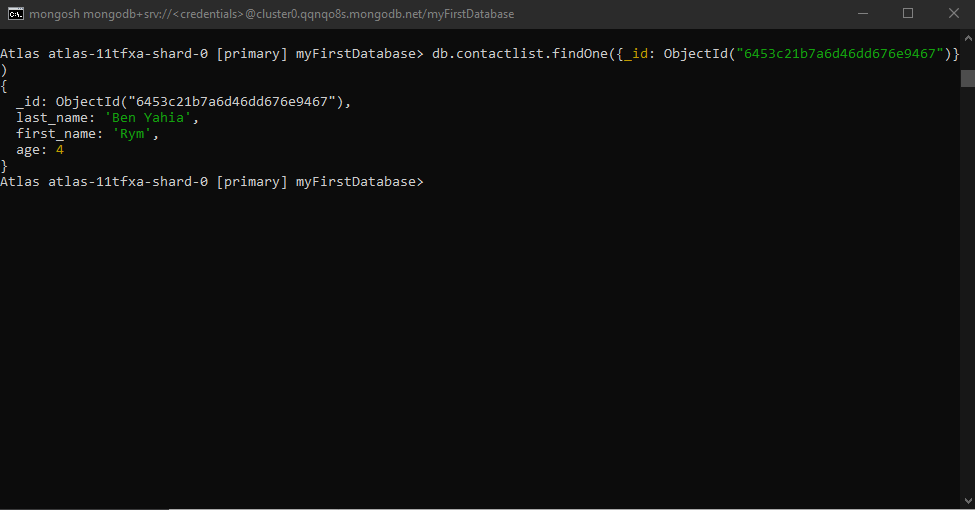 mongosh mongodb+srv://<credentials>@cluster0.qqnqo8s.mongodb.net/myFirstDatabase
Atlas atlas-11tfxa-shard-0 [primary] myFirstDatabase> db.contactlist.findOne({_id: ObjectId("6453c21b7a6d46dd676e9467")}
)
{
  _id: ObjectId("6453c21b7a6d46dd676e9467"),
  last_name: 'Ben Yahia',
  first_name: 'Rym',
  age: 4
}
Atlas atlas-11tfxa-shard-0 [primary] myFirstDatabase>